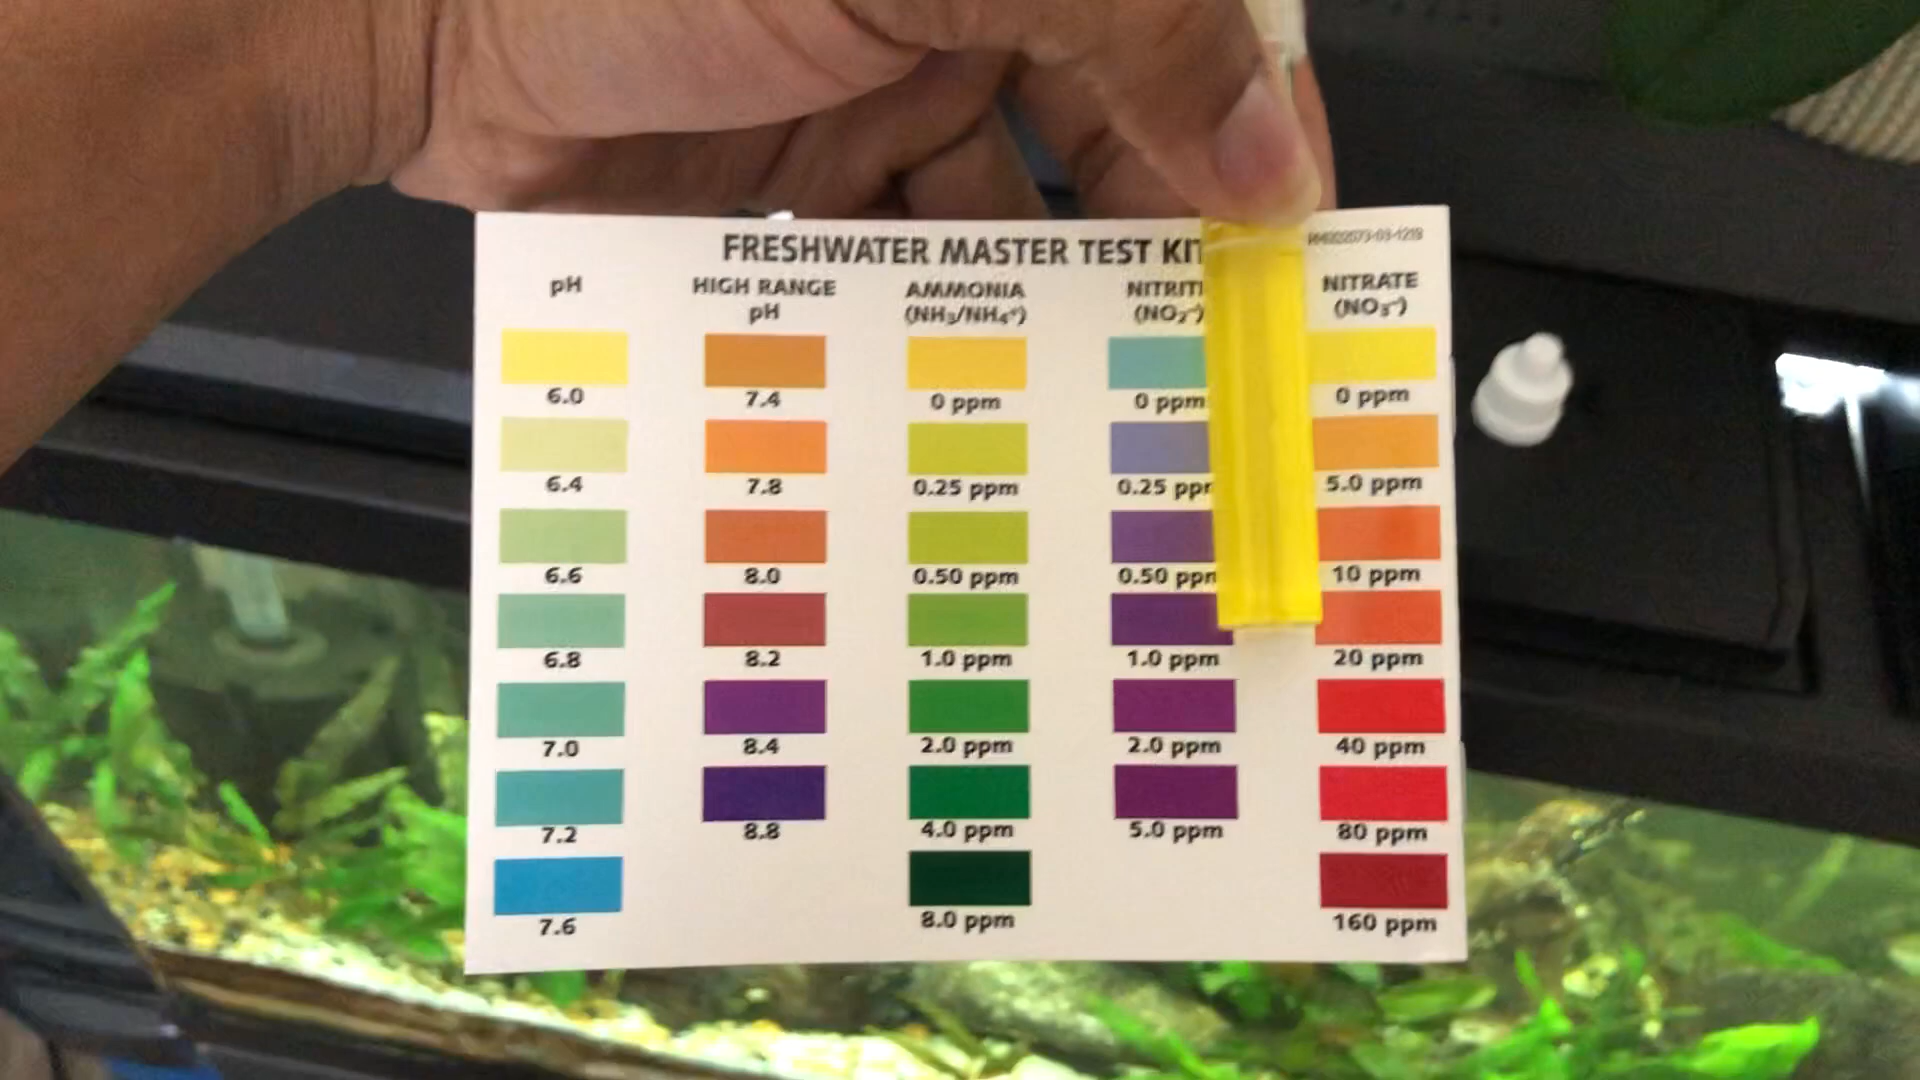 FRESHWATER MASTER TEST KIT
pH
HIGH RANGE
pH
AMMONIA
(NH₃/NH₄⁺)
NITRIT
(NO₂⁻)
NITRATE
(NO₃⁻)
6.0 7.4 0 ppm 0 ppm 0 ppm
6.4 7.8 0.25 ppm 0.25 ppm 5.0 ppm
6.6 8.0 0.50 ppm 0.50 ppm 10 ppm
6.8 8.2 1.0 ppm 1.0 ppm 20 ppm
7.0 8.4 2.0 ppm 2.0 ppm 40 ppm
7.2 8.8 4.0 ppm 5.0 ppm 80 ppm
7.6 8.0 ppm 160 ppm